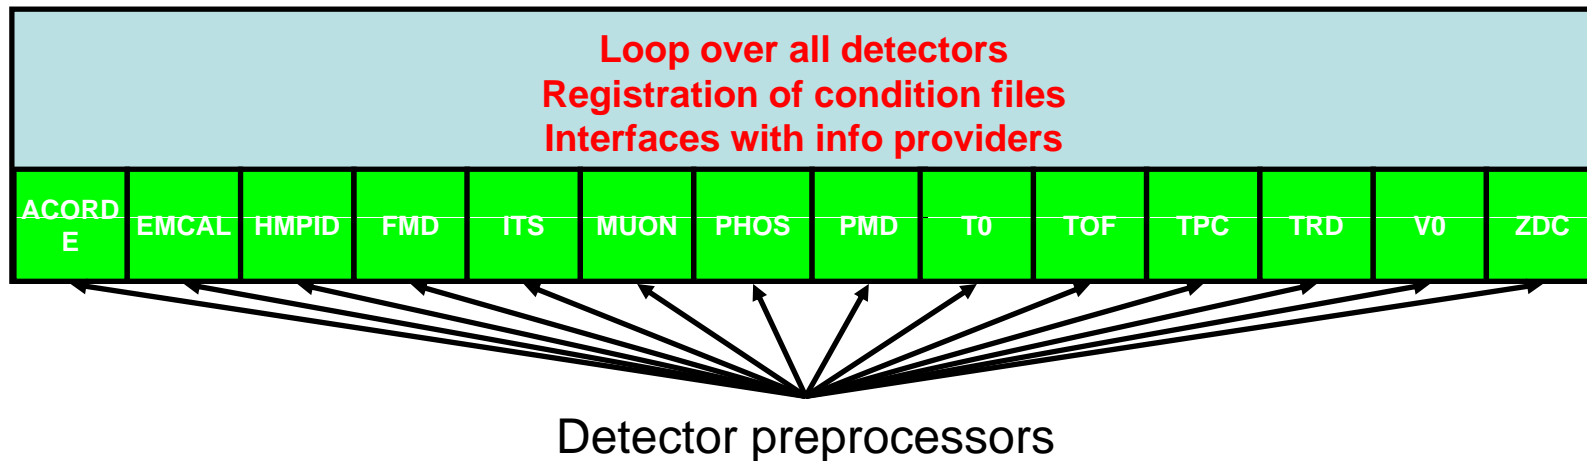 Loop over all detectors
Registration of condition files
Interfaces with info providers
ACORD
E
EMCAL
HMPID
FMD
ITS
MUON
PHOS
PMD
T0
TOF
TPC
TRD
V0
ZDC
Detector preprocessors